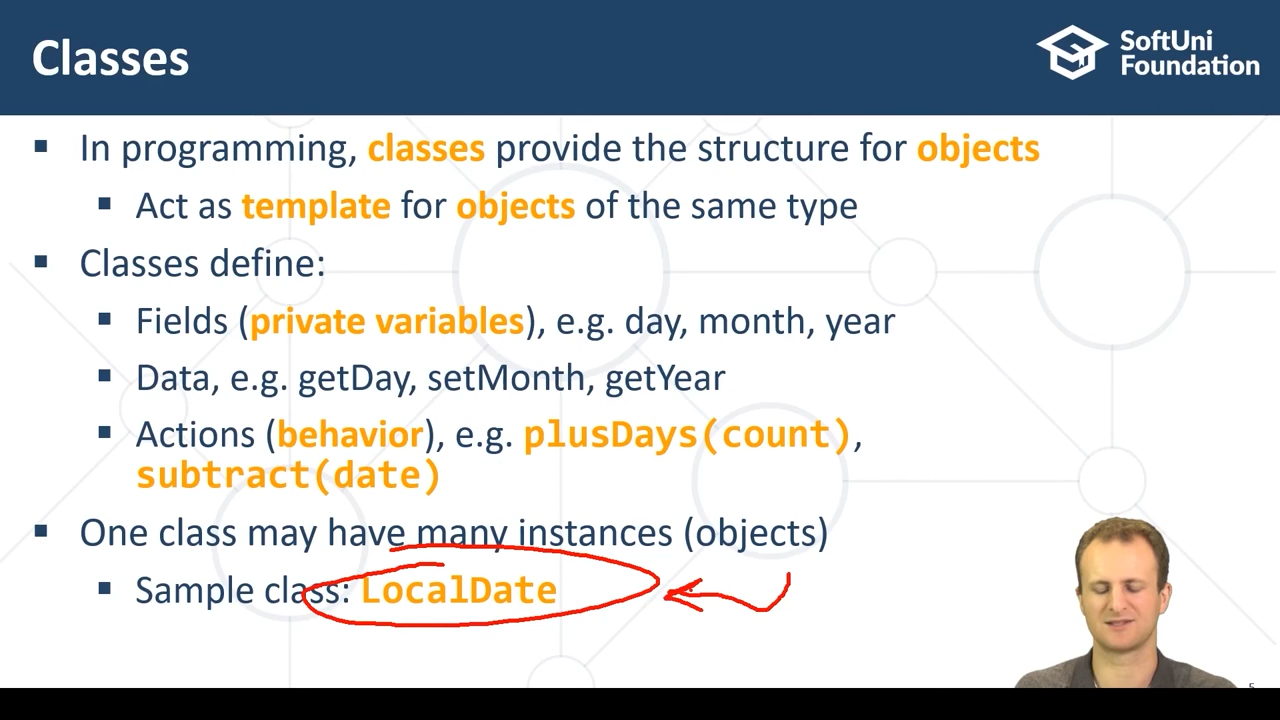 Classes
SoftUni
Foundation
▪ In programming, classes provide the structure for objects
▪ Act as template for objects of the same type
▪ Classes define:
▪ Fields (private variables), e.g. day, month, year
▪ Data, e.g. getDay, setMonth, getYear
▪ Actions (behavior), e.g. plusDays(count),
subtract(date)
▪ One class may have many instances (objects)
▪ Sample class: LocalDate